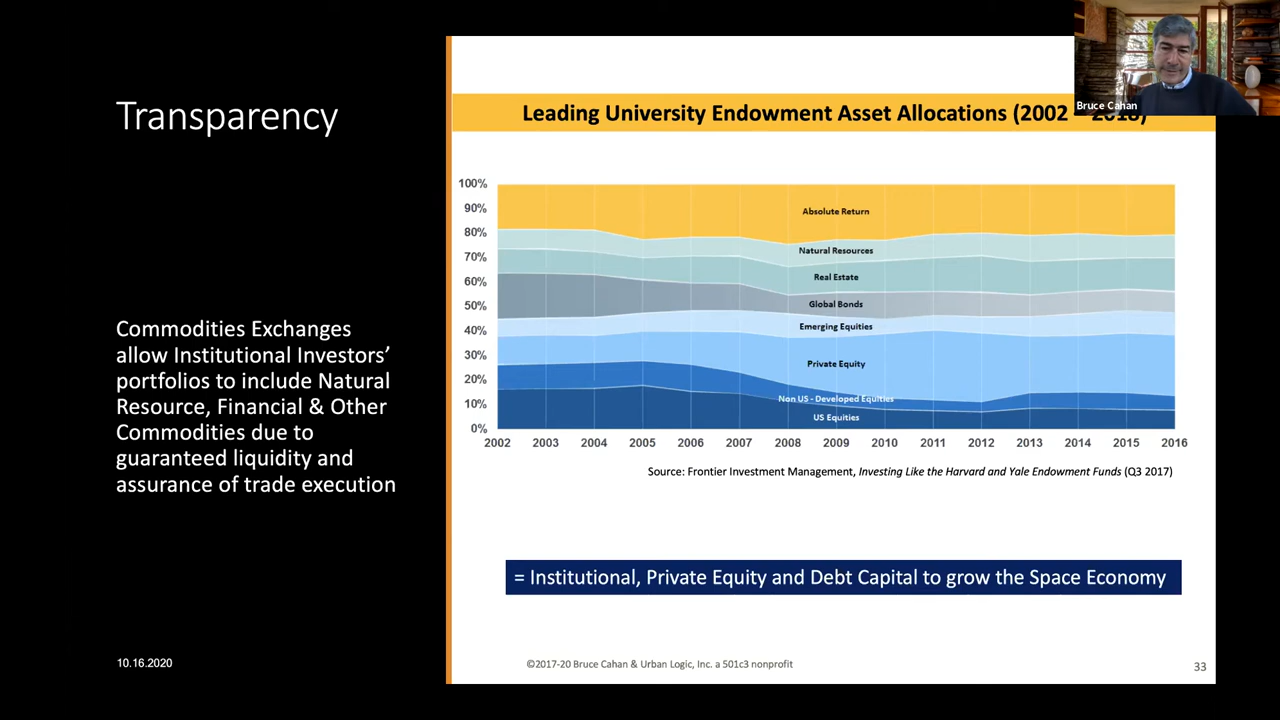 Transparency
Bruce Cahan
Leading University Endowment Asset Allocations (2002 - 2016)
100%
90%
80%
70%
60%
50%
40%
30%
20%
10%
0%
Absolute Return
Natural Resources
Real Estate
Global Bonds
Emerging Equities
Private Equity
Non US - Developed Equities
US Equities
2002 2003 2004 2005 2006 2007 2008 2009 2010 2011 2012 2013 2014 2015 2016
Source: Frontier Investment Management, Investing Like the Harvard and Yale Endowment Funds (Q3 2017)
Commodities Exchanges
allow Institutional Investors’
portfolios to include Natural
Resource, Financial & Other
Commodities due to
guaranteed liquidity and
assurance of trade execution
= Institutional, Private Equity and Debt Capital to grow the Space Economy
10.16.2020
©2017-20 Bruce Cahan & Urban Logic, Inc. a 501c3 nonprofit
33